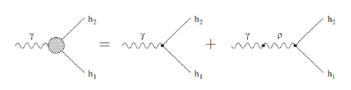 h₂ h₂ h₂
γ = γ + γ ρ
h₁ h₁ h₁